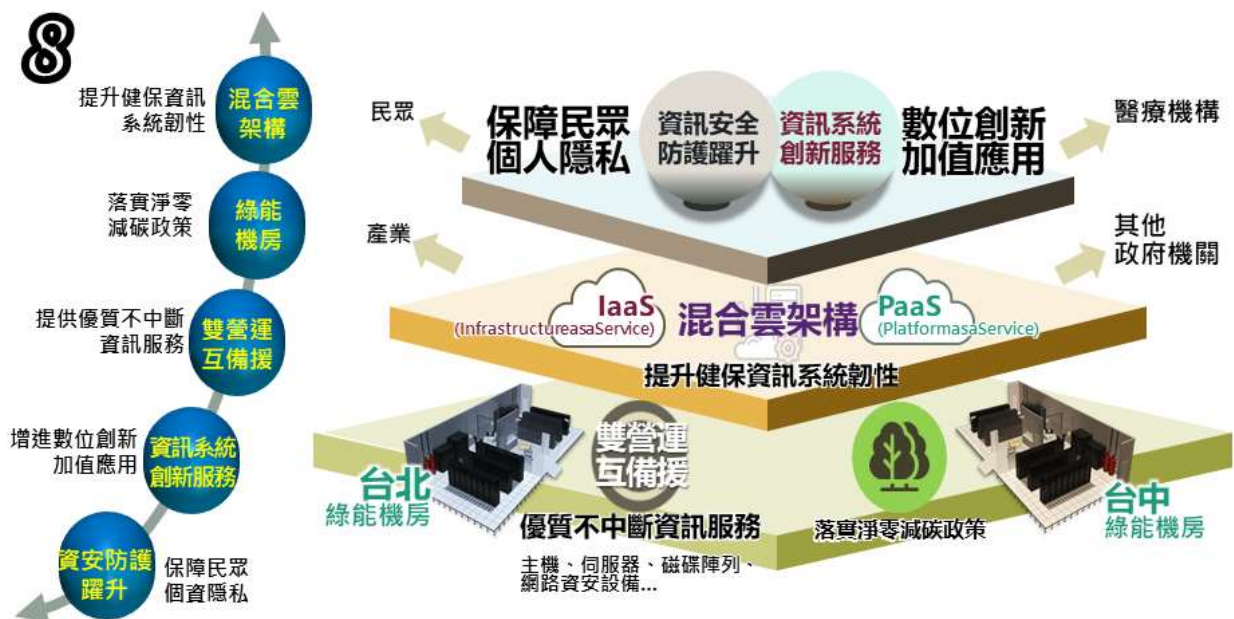 8
混合雲
架構
提升健保資訊
系統韌性
綠能
機房
落實淨零
減碳政策
雙營運
互備援
提供優質不中斷
資訊服務
資訊系統
創新服務
增進數位創新
加值應用
資安防護
躍升
保障民眾
個資隱私
民眾
保障民眾
個人隱私
資訊安全
防護躍升
資訊系統
創新服務
數位創新
加值應用
醫療機構
產業
其他
政府機關
IaaS
(InfrastructureasaService)
混合雲架構
PaaS
(PlatformasaService)
提升健保資訊系統韌性
台北
綠能機房
雙營運
互備援
優質不中斷資訊服務
主機、伺服器、磁碟陣列、
網路資安設備...
落實淨零減碳政策
台中
綠能機房